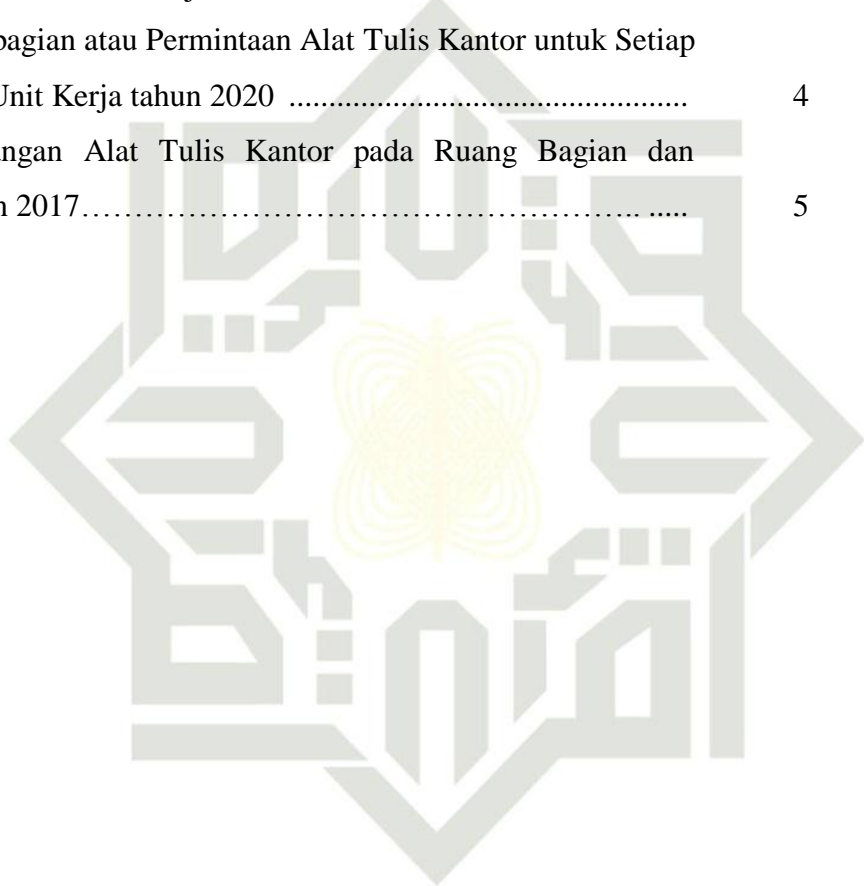 bagian atau Permintaan Alat Tulis Kantor untuk Setiap
Unit Kerja tahun 2020 ............................................... 4
angan Alat Tulis Kantor pada Ruang Bagian dan
n 2017…………………………………………….. ..... 5